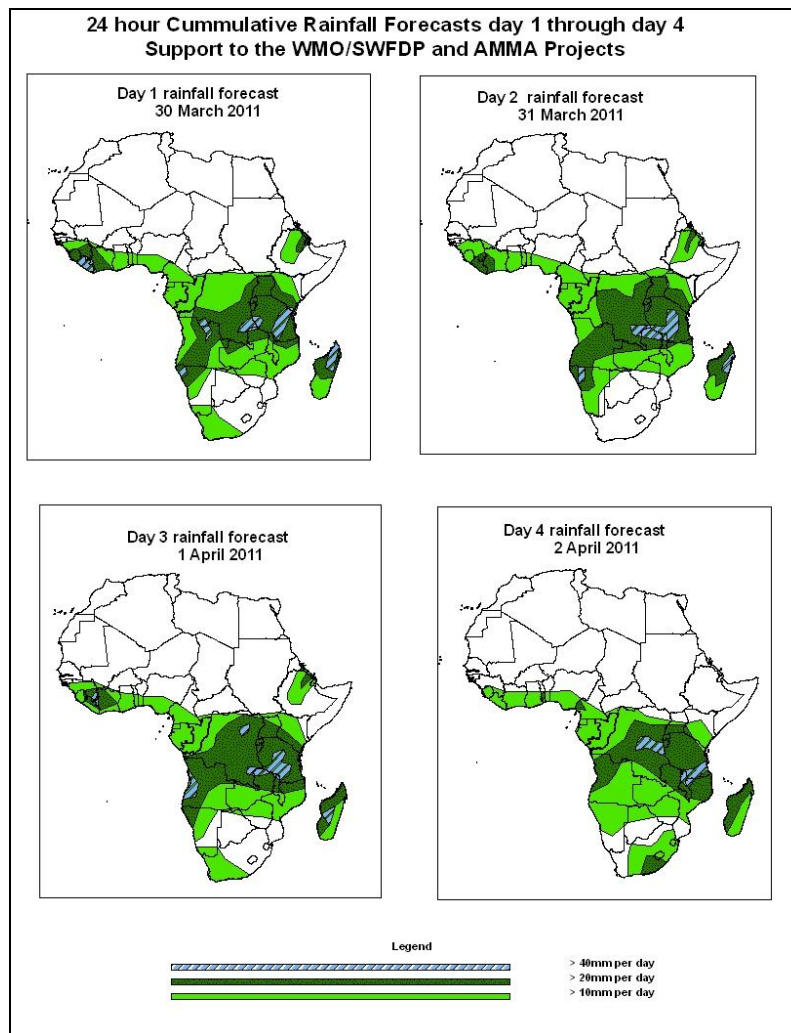 24 hour Cummulative Rainfall Forecasts day 1 through day 4
Support to the WMO/SWFDP and AMMA Projects
Day 1 rainfall forecast
30 March 2011
Day 2 rainfall forecast
31 March 2011
Day 3 rainfall forecast
1 April 2011
Day 4 rainfall forecast
2 April 2011
Legend
> 40mm per day
> 20mm per day
> 10mm per day